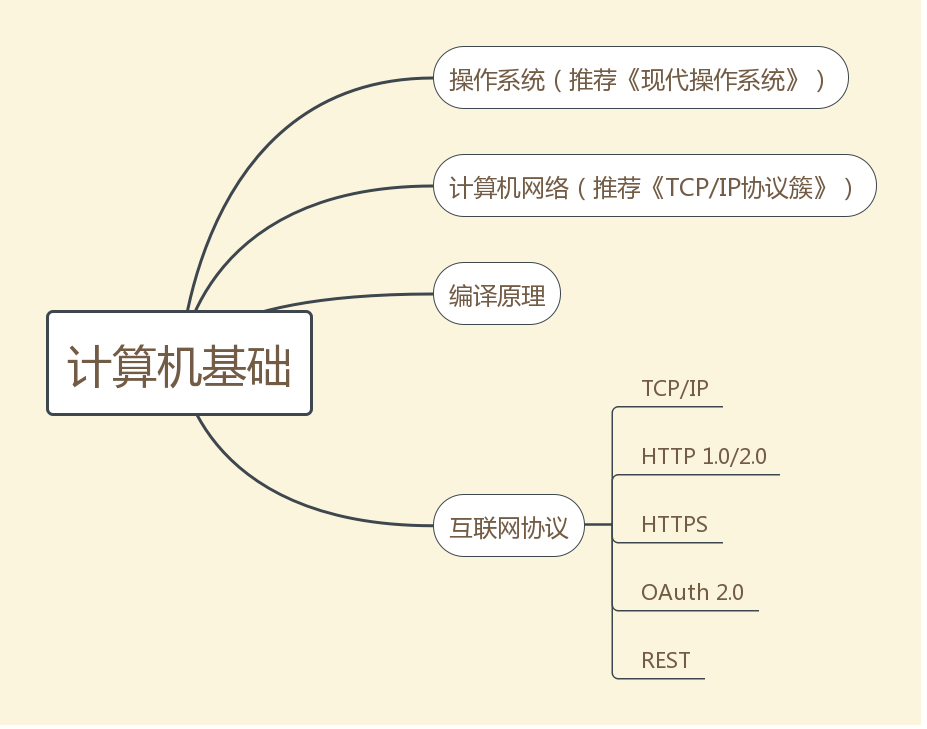 操作系统（推荐《现代操作系统》）
计算机网络（推荐《TCP/IP协议簇》）
编译原理
计算机基础
互联网协议
TCP/IP
HTTP 1.0/2.0
HTTPS
OAuth 2.0
REST